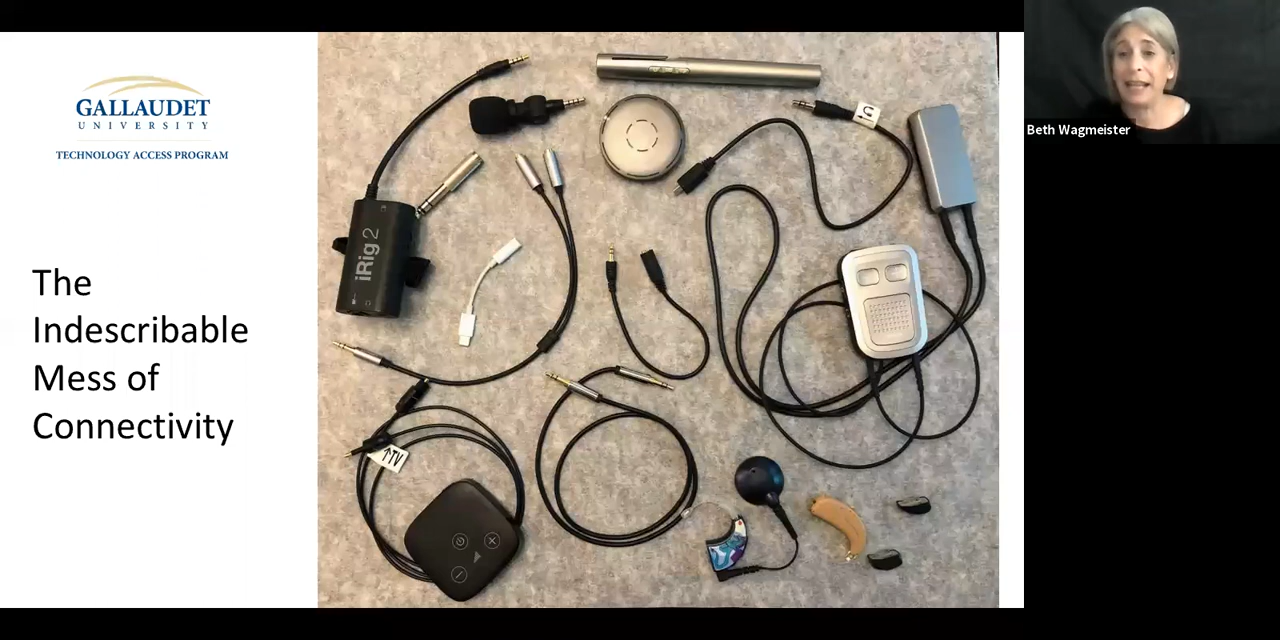 GALLAUDET
UNIVERSITY
TECHNOLOGY ACCESS PROGRAM
The
Indescribable
Mess of
Connectivity
iRig 2
↑TV
Beth Wagmeister